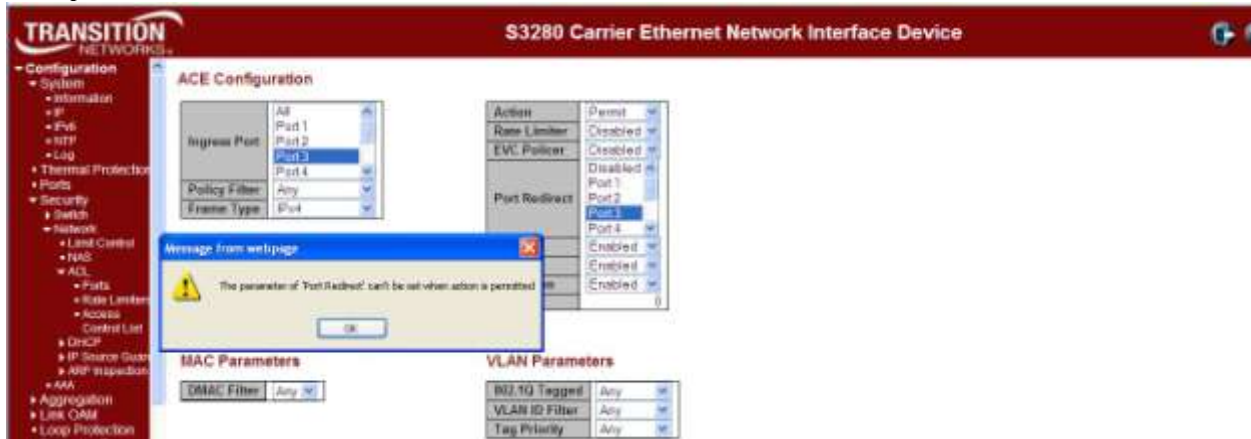 TRANSITION
NETWORKS
S3280 Carrier Ethernet Network Interface Device
Configuration
System
Information
IP
IPv6
NTP
Log
Thermal Protection
Ports
Security
Switch
Network
Limit Control
NAS
ACL
Ports
Rate Limiters
Access
Control List
DHCP
IP Source Guar
ARP Inspection
AAA
Aggregation
Link OAM
Loop Protection
ACE Configuration
Ingress Port
All
Port 1
Port 2
Port 3
Port 4
Policy Filter Any
Frame Type IPv4
Action Permit
Rate Limiter Disabled
EVC Policer Disabled
Port Redirect
Disabled
Port 1
Port 2
Port 3
Port 4
Enabled
Enabled
Enabled
0
Message from webpage
The parameter of 'Port Redirect' can't be set when action is permitted
OK
MAC Parameters
DMAC Filter Any
VLAN Parameters
802.1Q Tagged Any
VLAN ID Filter Any
Tag Priority Any